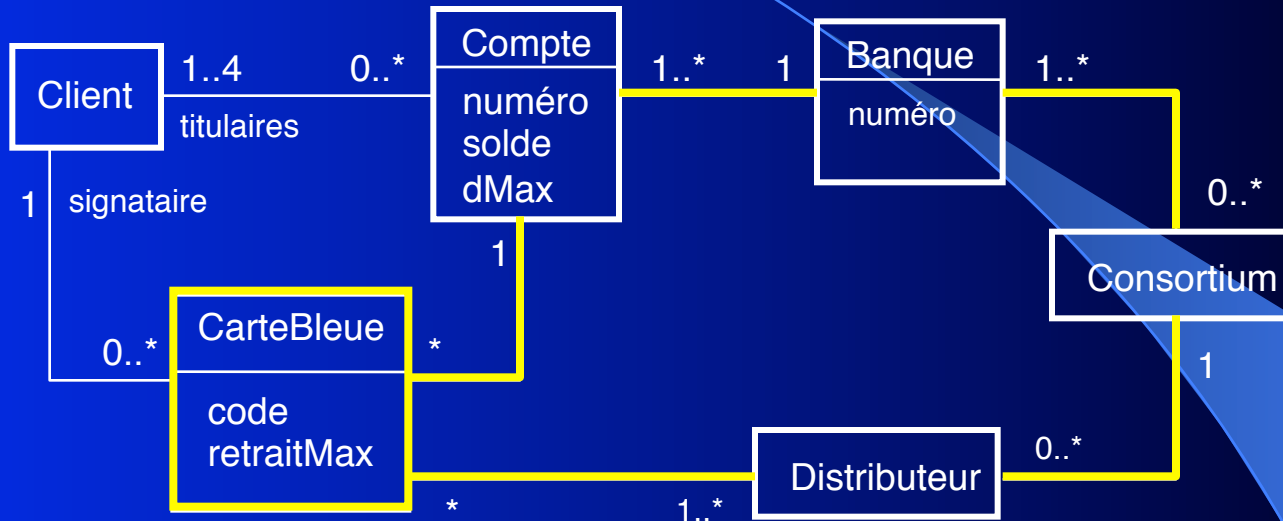 Client
1..4
0..*
titulaires
Compte
numéro
solde
dMax
1..*
1
Banque
numéro
1..*
0..*
1
signataire
1
Consortium
0..*
CarteBleue
*
code
retraitMax
1
Distributeur
0..*
*
1..*